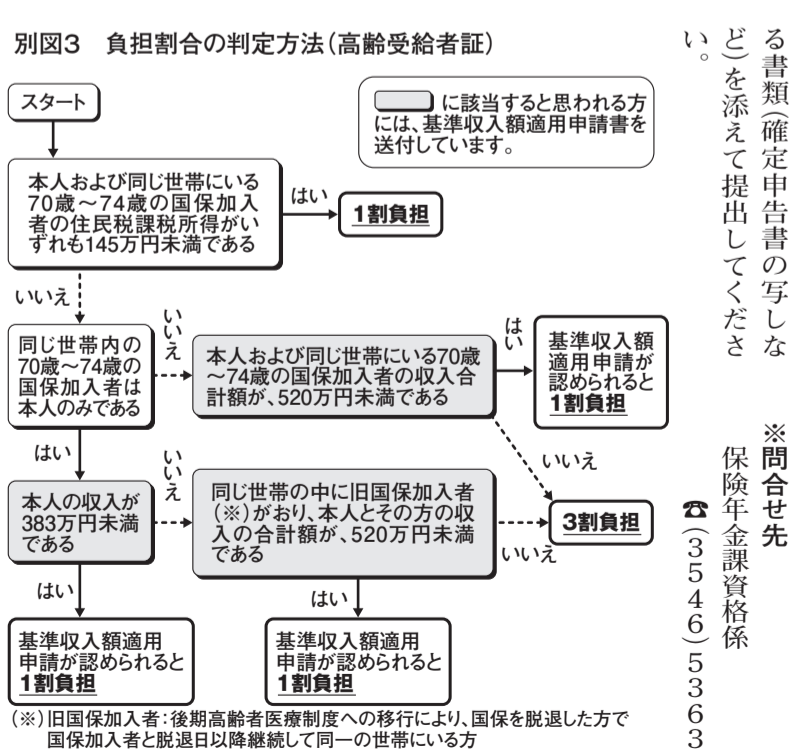 別図3 負担割合の判定方法(高齢受給者証)
スタート
に該当すると思われる方
には、基準収入額適用申請書を
送付しています。
本人および同じ世帯にいる
70歳~74歳の国保加入
者の住民税課税所得がい
ずれも145万円未満である
はい
1割負担
いいえ
同じ世帯内の
70歳~74歳の
国保加入者は
本人のみである
いいえ
本人および同じ世帯にいる70歳
~74歳の国保加入者の収入合
計額が、520万円未満である
はい
基準収入額
適用申請が
認められると
1割負担
いいえ
はい
本人の収入が
383万円未満
である
いいえ
同じ世帯の中に旧国保加入者
(※)がおり、本人とその方の収
入の合計額が、520万円未満
である
いいえ
3割負担
はい
基準収入額適用
申請が認められると
1割負担
はい
基準収入額適用
申請が認められると
1割負担
(※)旧国保加入者:後期高齢者医療制度への移行により、国保を脱退した方で
国保加入者と脱退日以降継続して同一の世帯にいる方
る書類(確定申告書の写しな
ど)を添えて提出してくださ
い。
※問合せ先
保険年金課資格係
☎(3546)5363